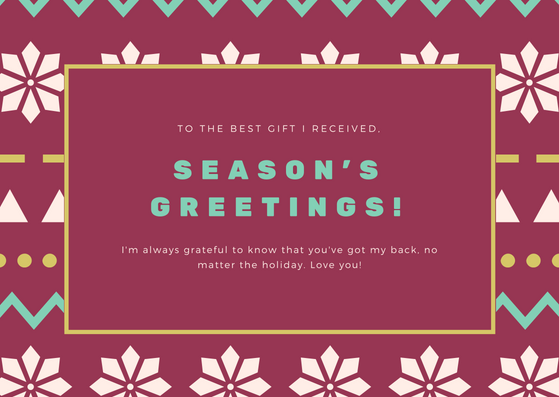 TO THE BEST GIFT I RECEIVED,
SEASON'S
GREETINGS!
I'm always grateful to know that you've got my back, no
matter the holiday. Love you!